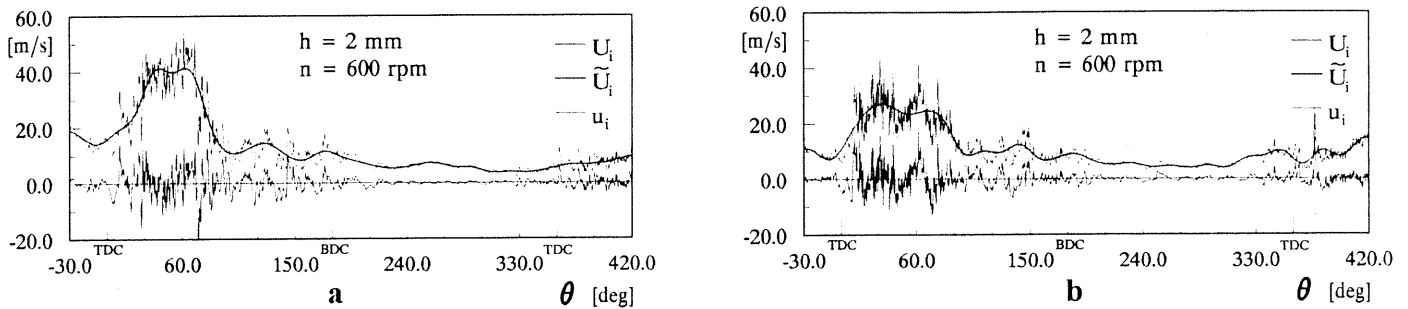 60.0
[m/s]
40.0
20.0
0.0
-20.0
h = 2 mm
n = 600 rpm
U_i
Ũ_i
u_i
TDC BDC TDC
-30.0 60.0 150.0 240.0 330.0 420.0
a θ [deg]
60.0
[m/s]
40.0
20.0
0.0
-20.0
h = 2 mm
n = 600 rpm
U_i
Ũ_i
u_i
TDC BDC TDC
-30.0 60.0 150.0 240.0 330.0 420.0
b θ [deg]